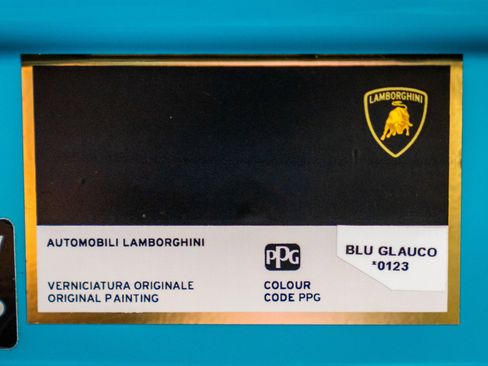 LAMBORGHINI
AUTOMOBILI LAMBORGHINI
PPG
BLU GLAUCO
*0123
VERNICIATURA ORIGINALE
ORIGINAL PAINTING
COLOUR
CODE PPG